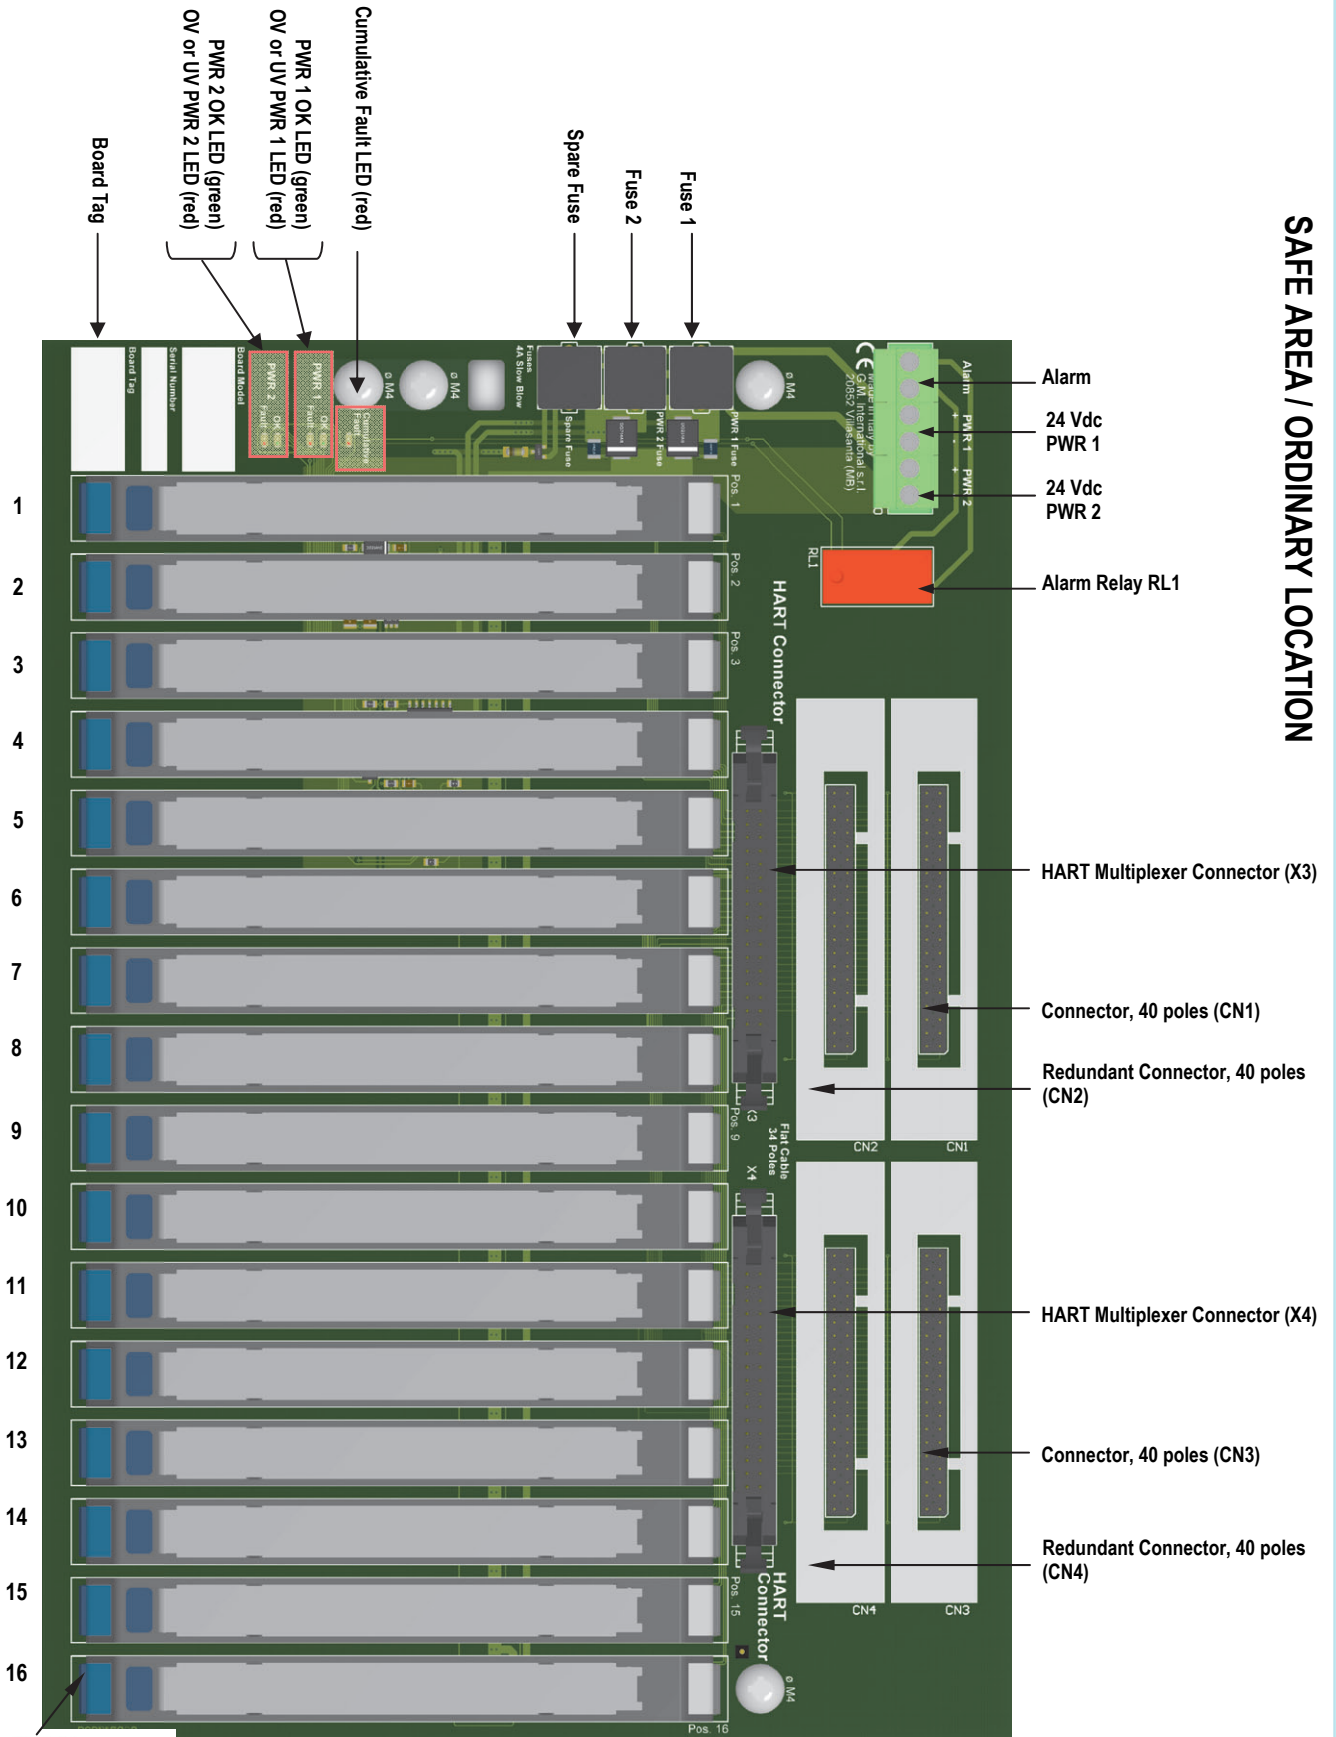 SAFE AREA / ORDINARY LOCATION
Cumulative Fault LED (red)
PWR 1 OK LED (green)
OV or UV PWR 1 LED (red)
PWR 2 OK LED (green)
OV or UV PWR 2 LED (red)
Board Tag
Spare Fuse
Fuse 2
Fuse 1
Alarm
24 Vdc
PWR 1
24 Vdc
PWR 2
Alarm Relay RL1
HART Multiplexer Connector (X3)
Connector, 40 poles (CN1)
Redundant Connector, 40 poles
(CN2)
HART Multiplexer Connector (X4)
Connector, 40 poles (CN3)
Redundant Connector, 40 poles
(CN4)
1
2
3
4
5
6
7
8
9
10
11
12
13
14
15
16
Board Tag
Serial Number
Board Model
PWR 2
OK
Fault
PWR 1
OK
Fault
Cumulative
Fault
ø M4
ø M4
Fuses
4A Slow Blow
Spare Fuse
PWR 2 Fuse
PWR 1 Fuse
ø M4
CE
Made in Italy by
G.M. International s.r.l.
20852 Villasanta (MB)
Alarm
PWR 1
PWR 2
+ - + -
RL1
HART Connector
Pos. 1
Pos. 2
Pos. 3
Pos. 9
Pos. 15
Pos. 16
X3
Flat Cable
34 Poles
X4
CN2
CN1
CN4
CN3
HART
Connector
ø M4